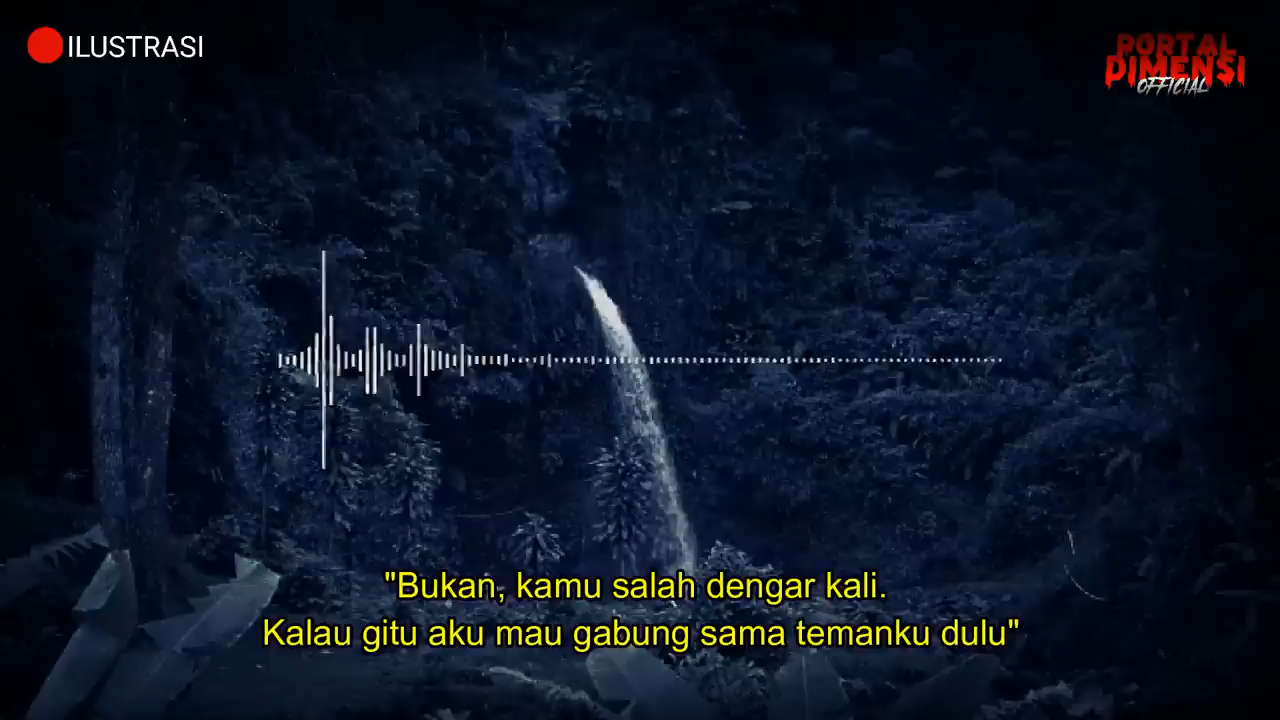 ILUSTRASI
PORTAL
DIMENSI
OFFICIAL
"Bukan, kamu salah dengar kali.
Kalau gitu aku mau gabung sama temanku dulu"